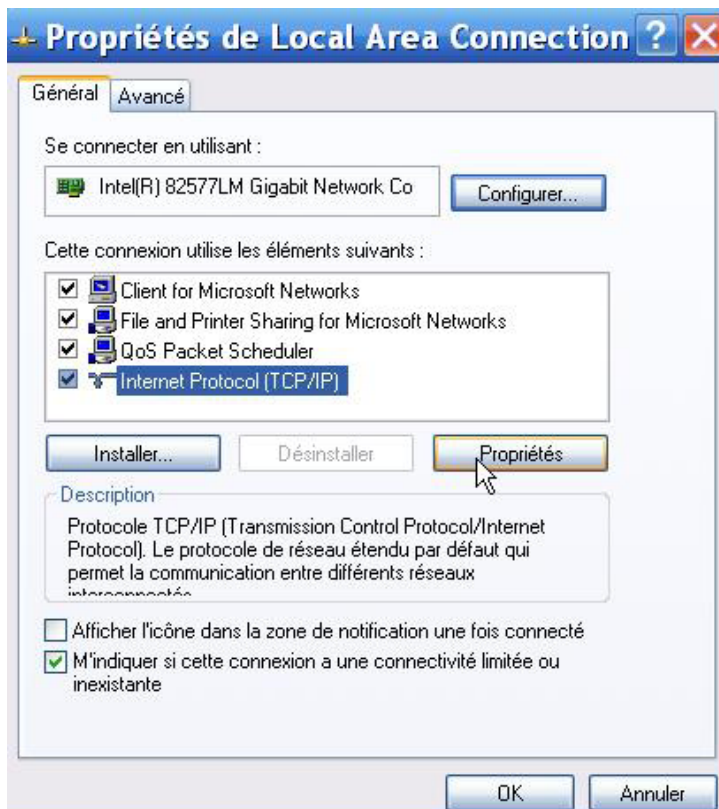 Propriétés de Local Area Connection
Général
Avancé
Se connecter en utilisant :
Intel(R) 82577LM Gigabit Network Co
Configurer...
Cette connexion utilise les éléments suivants :
Client for Microsoft Networks
File and Printer Sharing for Microsoft Networks
QoS Packet Scheduler
Internet Protocol (TCP/IP)
Installer...
Désinstaller
Propriétés
Description
Protocole TCP/IP (Transmission Control Protocol/Internet
Protocol). Le protocole de réseau étendu par défaut qui
permet la communication entre différents réseaux
interconnectés
Afficher l'icône dans la zone de notification une fois connecté
M'indiquer si cette connexion a une connectivité limitée ou
inexistante
OK
Annuler